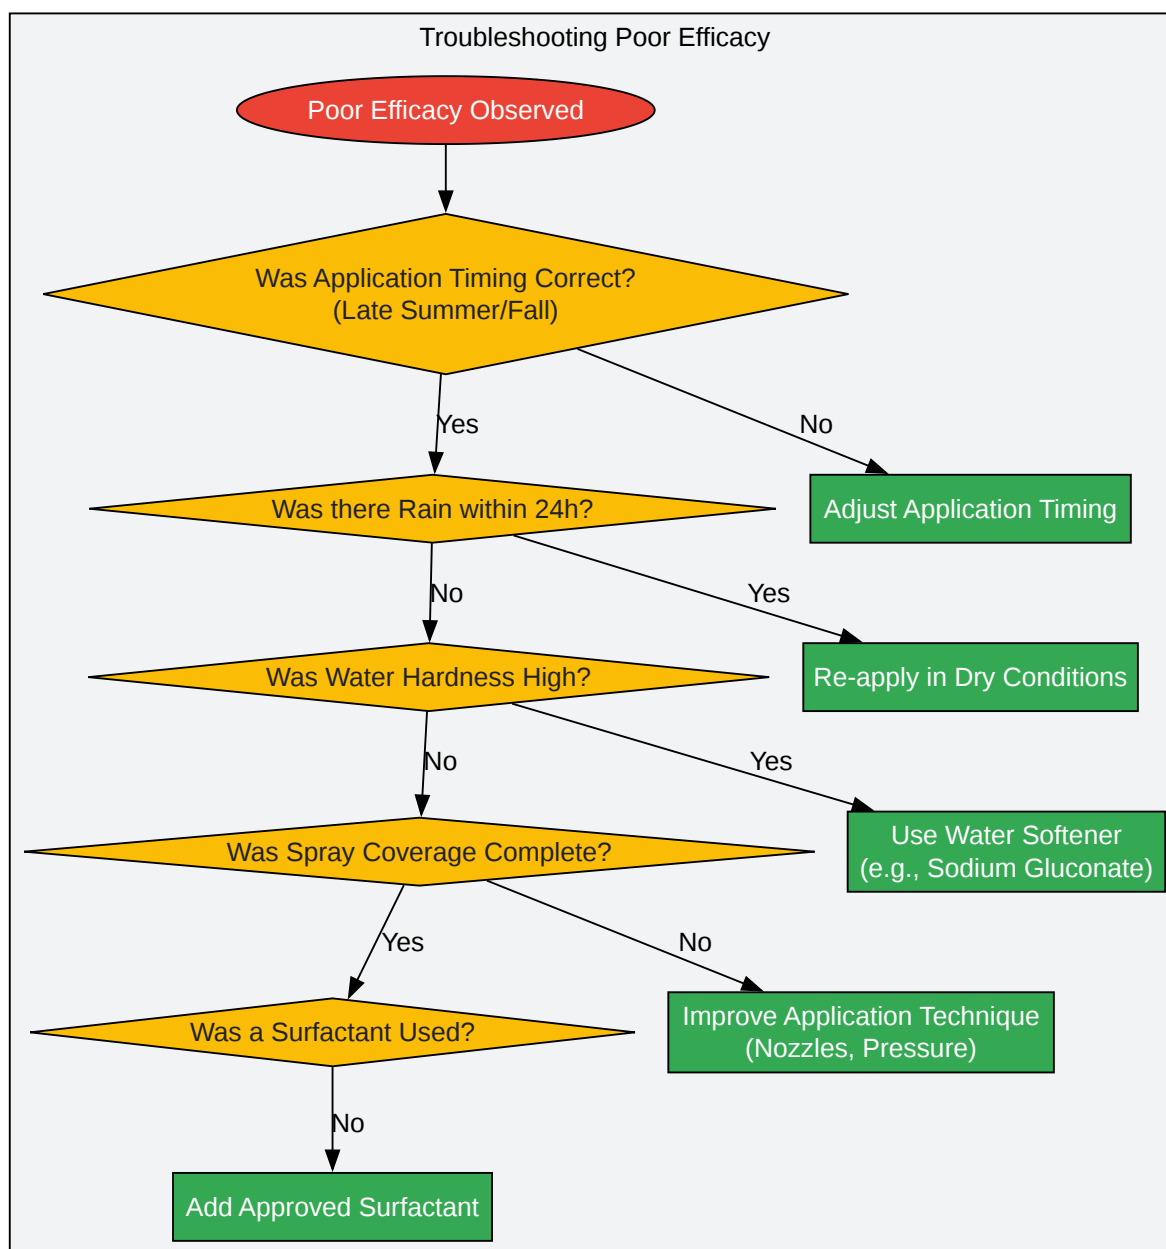 Troubleshooting Poor Efficacy
Poor Efficacy Observed
Was Application Timing Correct?
(Late Summer/Fall)
Yes
No
Was there Rain within 24h?
Adjust Application Timing
No
Yes
Was Water Hardness High?
Re-apply in Dry Conditions
No
Yes
Was Spray Coverage Complete?
Use Water Softener
(e.g., Sodium Gluconate)
Yes
No
Was a Surfactant Used?
Improve Application Technique
(Nozzles, Pressure)
No
Add Approved Surfactant